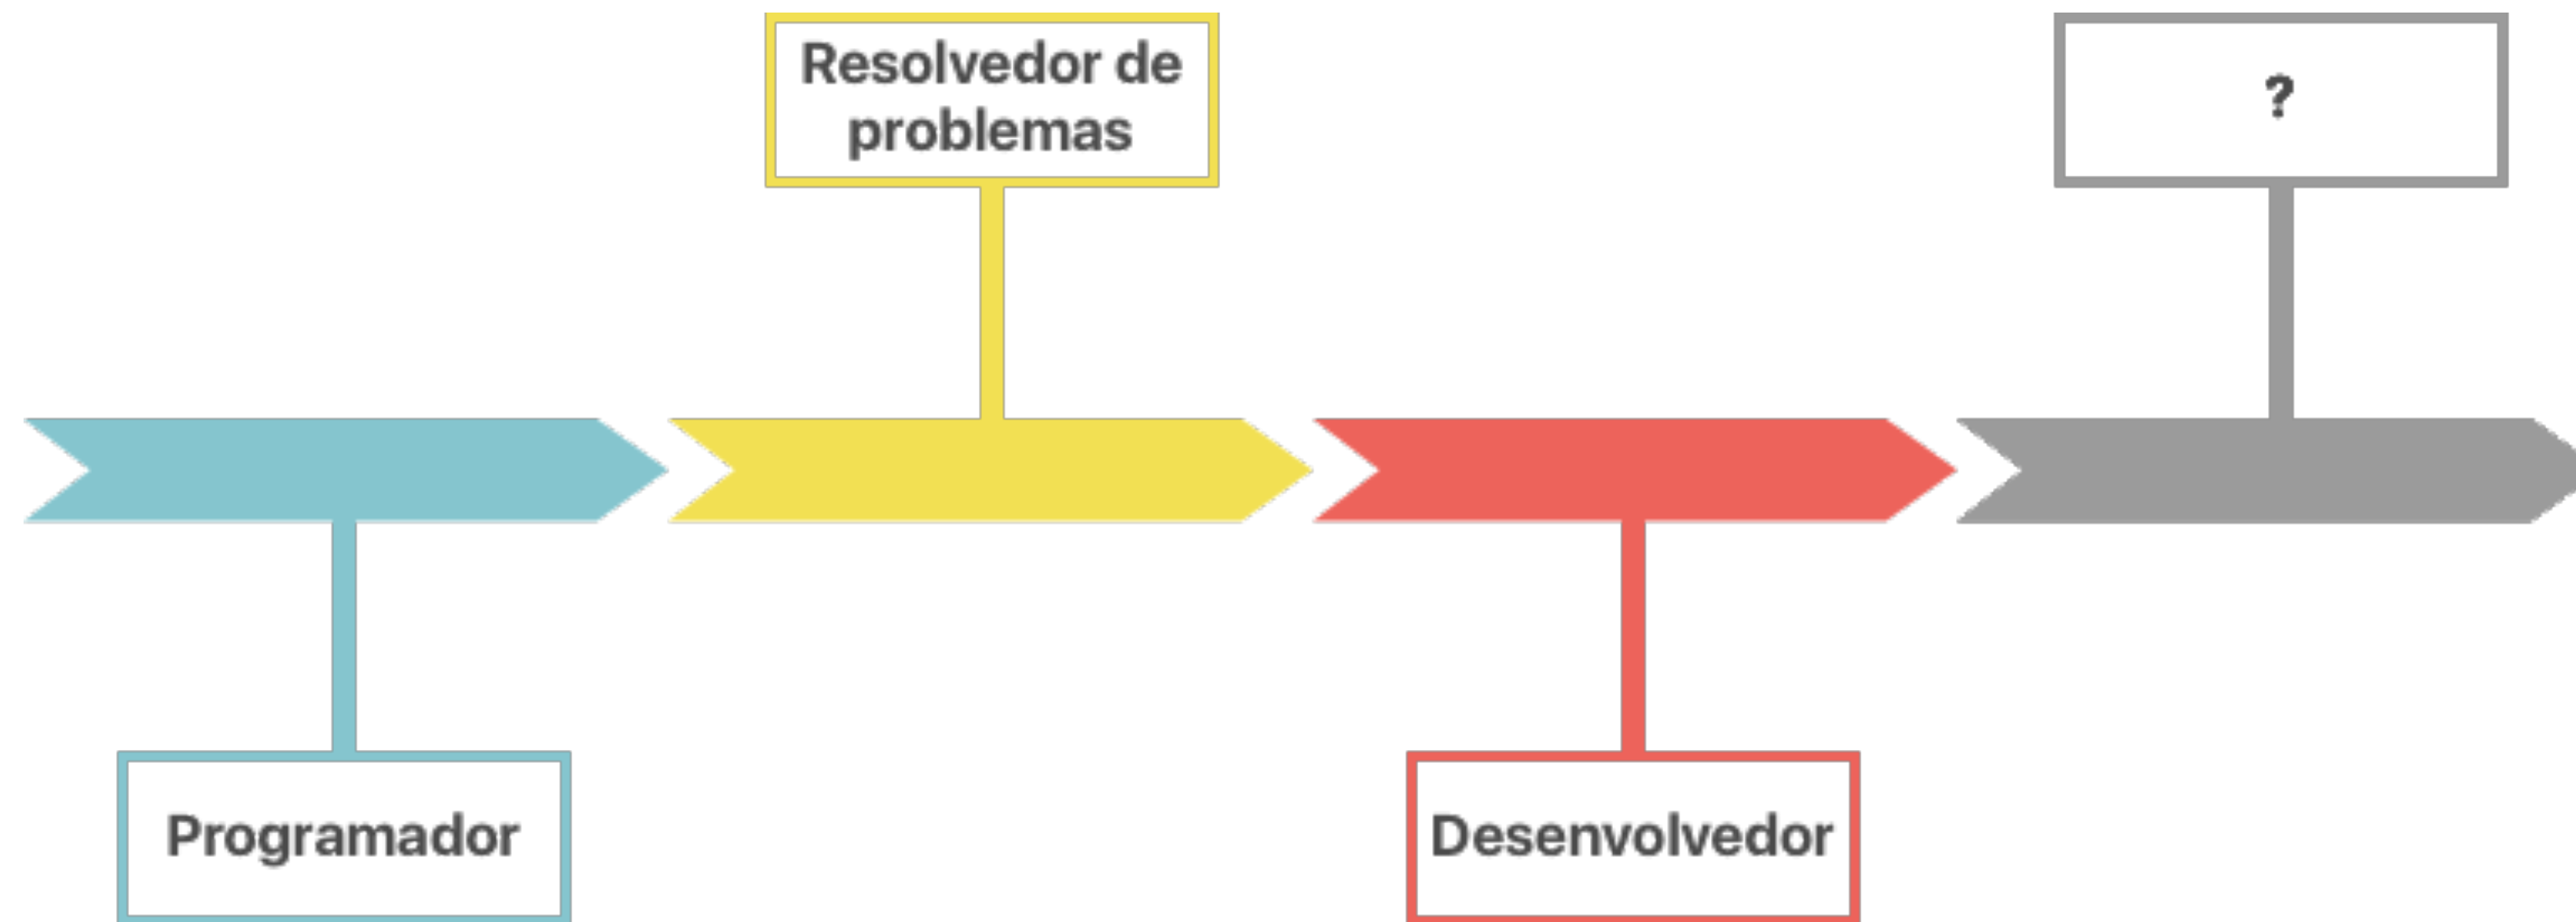 Resolvedor de
problemas
?
Programador
Desenvolvedor